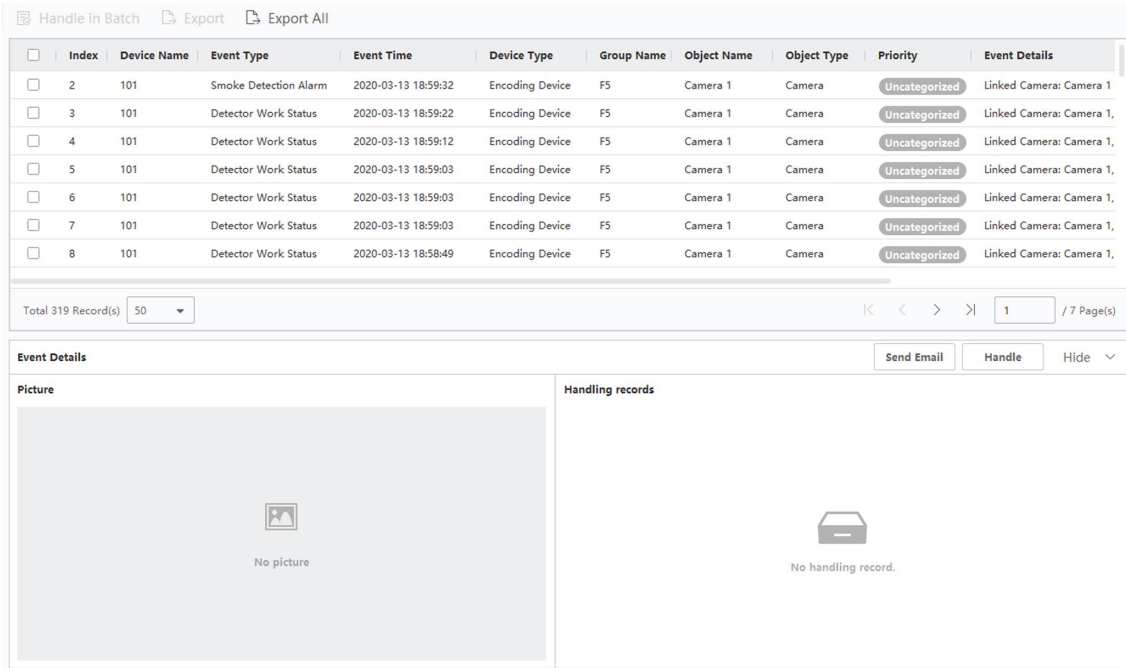 Handle in Batch Export Export All
Index Device Name Event Type Event Time Device Type Group Name Object Name Object Type Priority Event Details
2 101 Smoke Detection Alarm 2020-03-13 18:59:32 Encoding Device F5 Camera 1 Camera Uncategorized Linked Camera: Camera 1
3 101 Detector Work Status 2020-03-13 18:59:22 Encoding Device F5 Camera 1 Camera Uncategorized Linked Camera: Camera 1,
4 101 Detector Work Status 2020-03-13 18:59:12 Encoding Device F5 Camera 1 Camera Uncategorized Linked Camera: Camera 1,
5 101 Detector Work Status 2020-03-13 18:59:03 Encoding Device F5 Camera 1 Camera Uncategorized Linked Camera: Camera 1,
6 101 Detector Work Status 2020-03-13 18:59:03 Encoding Device F5 Camera 1 Camera Uncategorized Linked Camera: Camera 1,
7 101 Detector Work Status 2020-03-13 18:59:03 Encoding Device F5 Camera 1 Camera Uncategorized Linked Camera: Camera 1,
8 101 Detector Work Status 2020-03-13 18:58:49 Encoding Device F5 Camera 1 Camera Uncategorized Linked Camera: Camera 1,
Total 319 Record(s) 50 1 / 7 Page(s)
Event Details Send Email Handle Hide
Picture Handling records
No picture
No handling record.